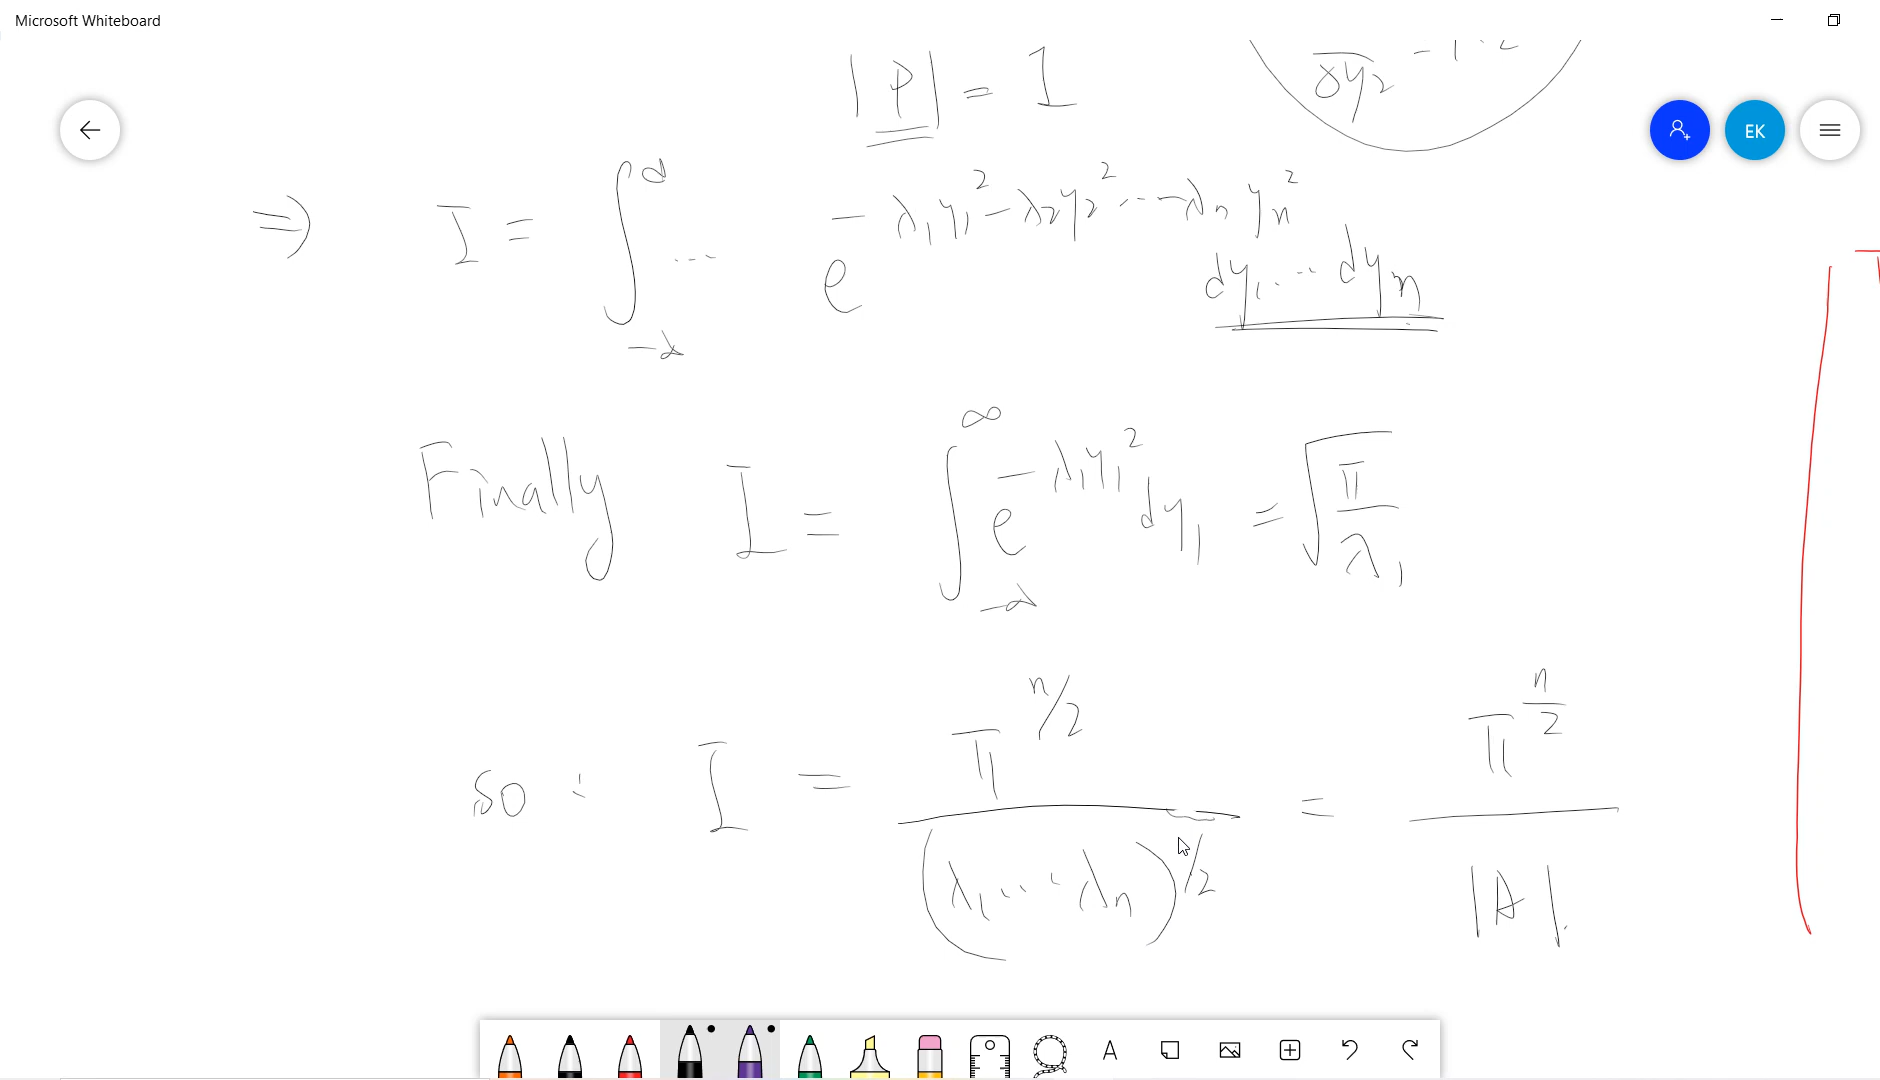 Microsoft Whiteboard
|P| = 1
∂y₂
EK
⇒ I = ∫_{-∞}^{∞} ... e^{-λ₁y₁² - λ₂y₂² ... - λₙyₙ²} dy₁ ... dyₙ
Finally I = ∫_{-∞}^{∞} e^{-λ₁y₁²} dy₁ = √(π/λ₁)
so : I = π^{n/2} / (λ₁ ... λₙ)^{1/2} = π^{n/2} / |A|.
A